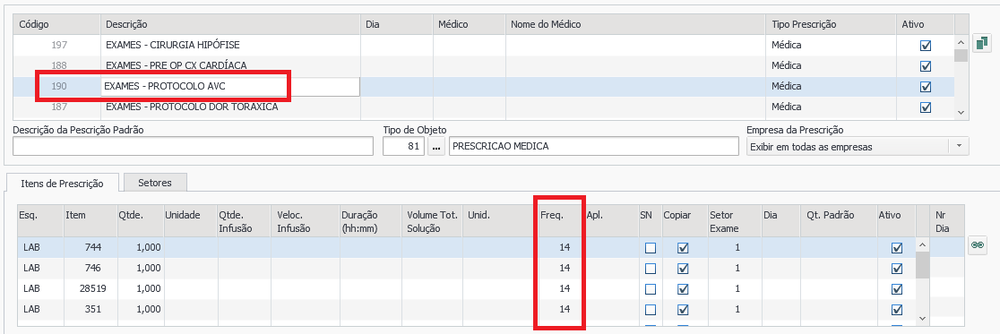 Código Descrição Dia Médico Nome do Médico Tipo Prescrição Ativo
197 EXAMES - CIRURGIA HIPÓFISE Médica
188 EXAMES - PRE OP CX CARDÍACA Médica
190 EXAMES - PROTOCOLO AVC Médica
187 EXAMES - PROTOCOLO DOR TORAXICA Médica
Descrição da Pescrição Padrão Tipo de Objeto Empresa da Prescrição
81 ... PRESCRICAO MEDICA Exibir em todas as empresas
Itens de Prescrição Setores
Esq. Item Qtde. Unidade Qtde. Veloc. Duração Volume Tot. Unid. Freq. Apl. SN Copiar Setor Dia Qt. Padrão Ativo Nr
Infusão Infusão (hh:mm) Solução Exame Dia
LAB 744 1,000 14 1
LAB 746 1,000 14 1
LAB 28519 1,000 14 1
LAB 351 1,000 14 1